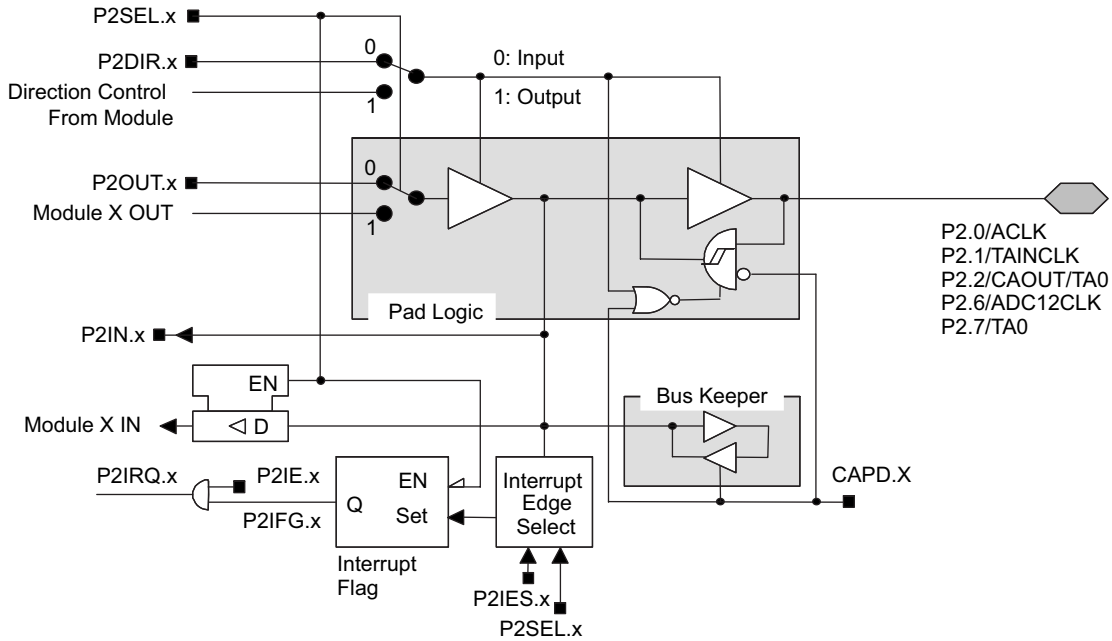 P2SEL.x
P2DIR.x
0
0: Input
Direction Control
From Module
1
1: Output
P2OUT.x
0
Module X OUT
1
Pad Logic
P2.0/ACLK
P2.1/TAINCLK
P2.2/CAOUT/TA0
P2.6/ADC12CLK
P2.7/TA0
P2IN.x
EN
Bus Keeper
Module X IN
D
P2IRQ.x
P2IE.x
P2IFG.x
Q
EN
Set
Interrupt
Edge
Select
CAPD.X
Interrupt
Flag
P2IES.x
P2SEL.x